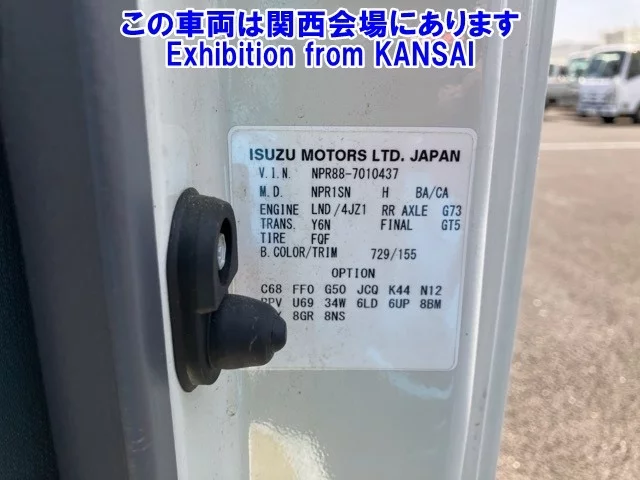 この車両は関西会場にあります
Exhibition from KANSAI
ISUZU MOTORS LTD. JAPAN
V.I.N. NPR88-7010437
M.D. NPR1SN H BA/CA
ENGINE LND/4JZ1 RR AXLE G73
TRANS. Y6N FINAL GT5
TIRE FQF
B.COLOR/TRIM 729/155
OPTION
C68 FFO G50 JCQ K44 N12
U69 34W 6LD 6UP 8BM
8GR 8NS